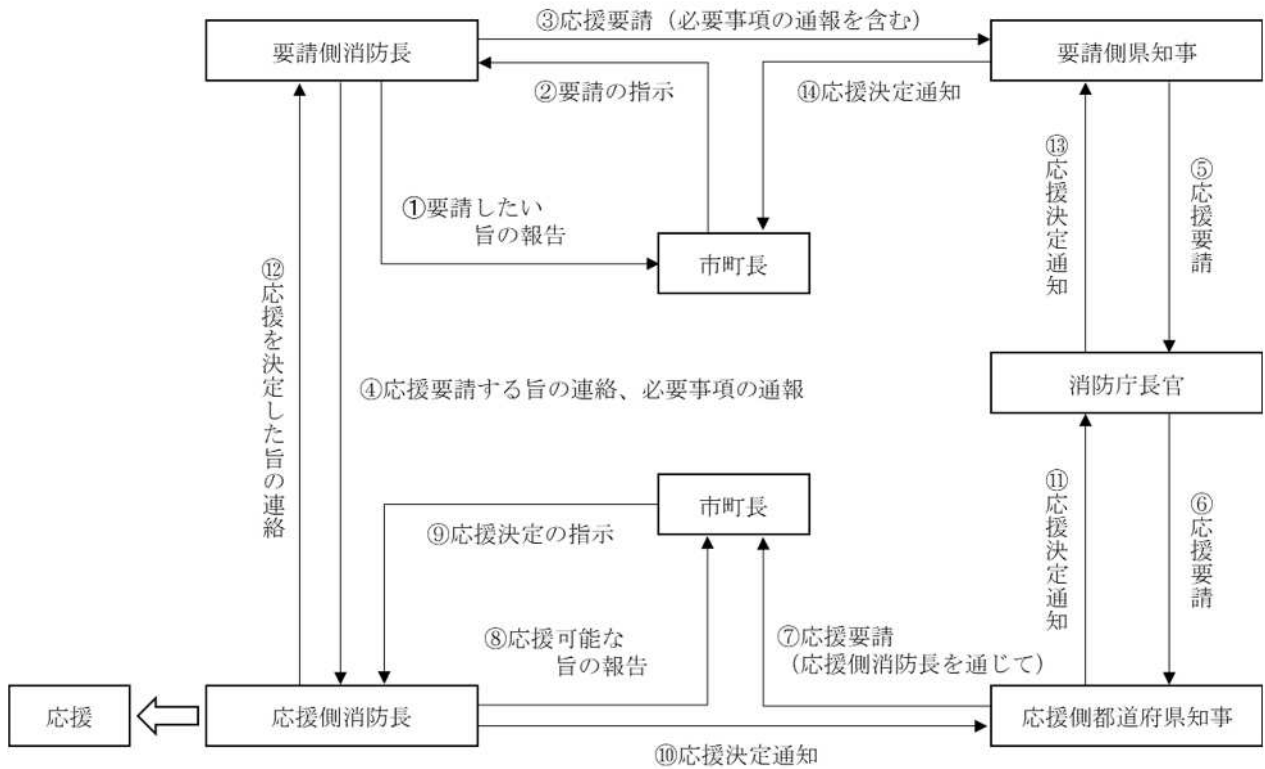 ③応援要請（必要事項の通報を含む）
要請側消防長
要請側県知事
②要請の指示
⑭応援決定通知
①要請したい
旨の報告
市町長
⑬応援決定通知
⑤応援要請
⑫応援を決定した旨の連絡
④応援要請する旨の連絡、必要事項の通報
消防庁長官
市町長
⑨応援決定の指示
⑪応援決定通知
⑥応援要請
⑧応援可能な
旨の報告
⑦応援要請
（応援側消防長を通じて）
応援
応援側消防長
応援側都道府県知事
⑩応援決定通知